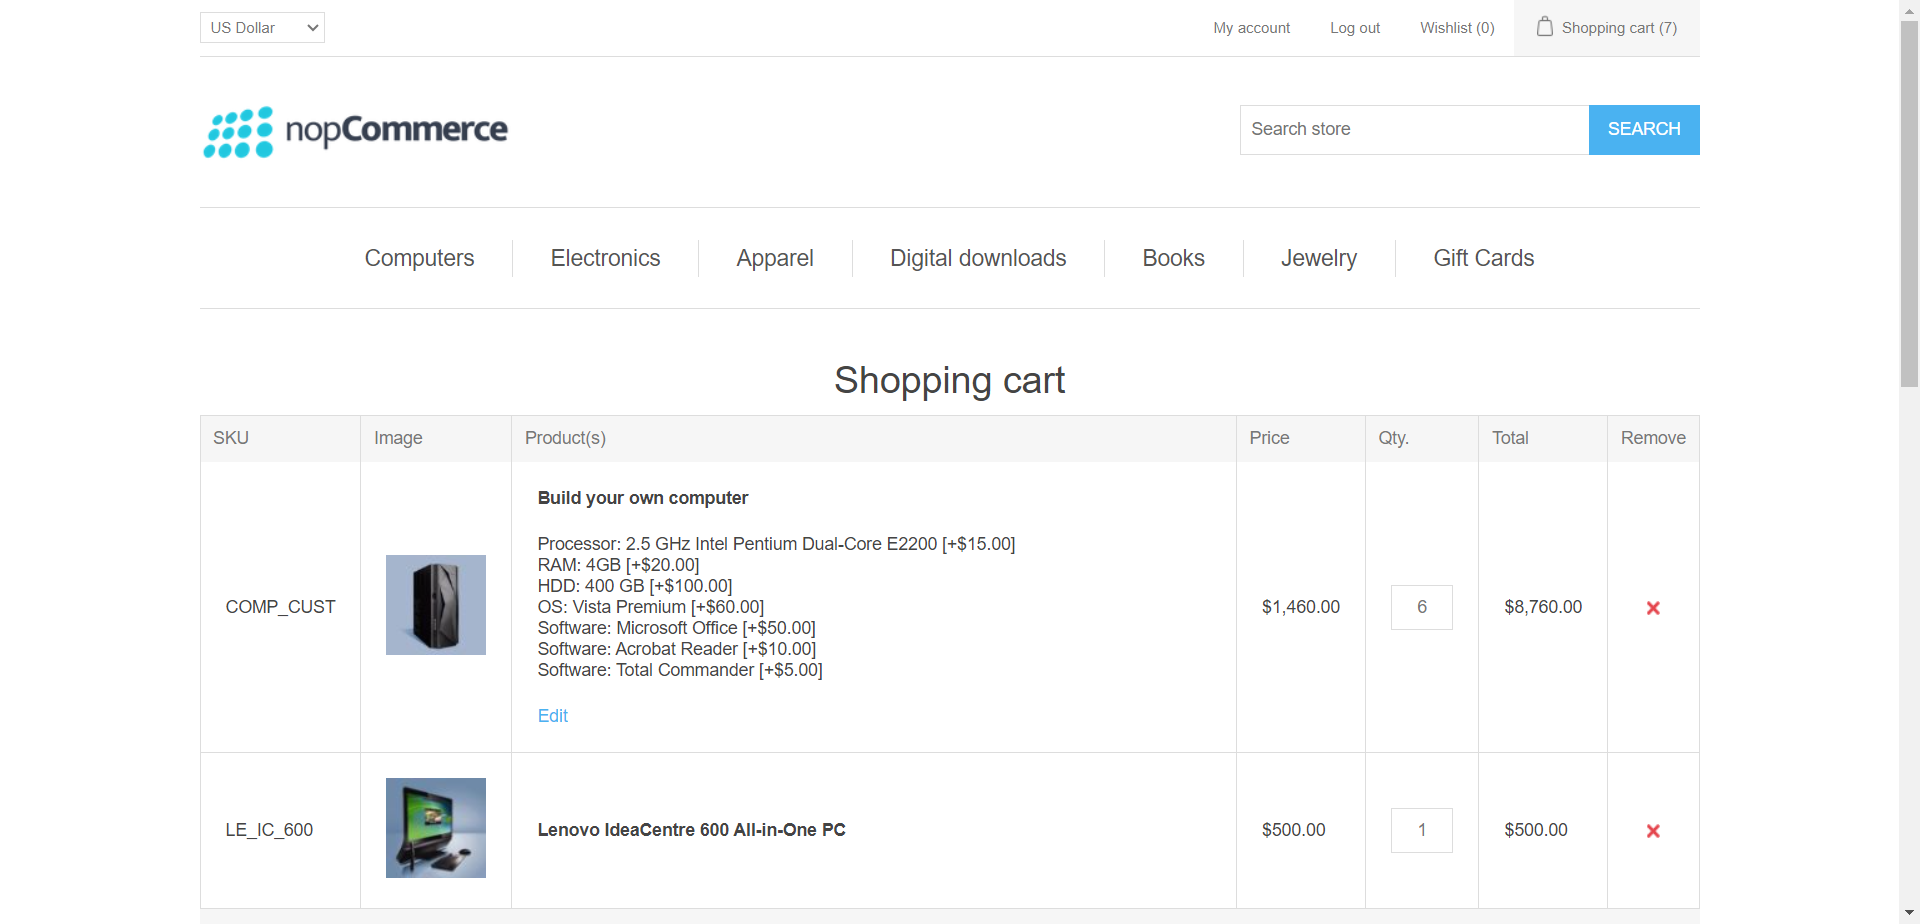 US Dollar
My account
Log out
Wishlist (0)
Shopping cart (7)
nopCommerce
Search store
SEARCH
Computers
Electronics
Apparel
Digital downloads
Books
Jewelry
Gift Cards
Shopping cart
SKU Image Product(s) Price Qty. Total Remove
Build your own computer
Processor: 2.5 GHz Intel Pentium Dual-Core E2200 [+$15.00]
RAM: 4GB [+$20.00]
HDD: 400 GB [+$100.00]
OS: Vista Premium [+$60.00]
Software: Microsoft Office [+$50.00]
Software: Acrobat Reader [+$10.00]
Software: Total Commander [+$5.00]
Edit
COMP_CUST $1,460.00 6 $8,760.00
LE_IC_600 Lenovo IdeaCentre 600 All-in-One PC $500.00 1 $500.00